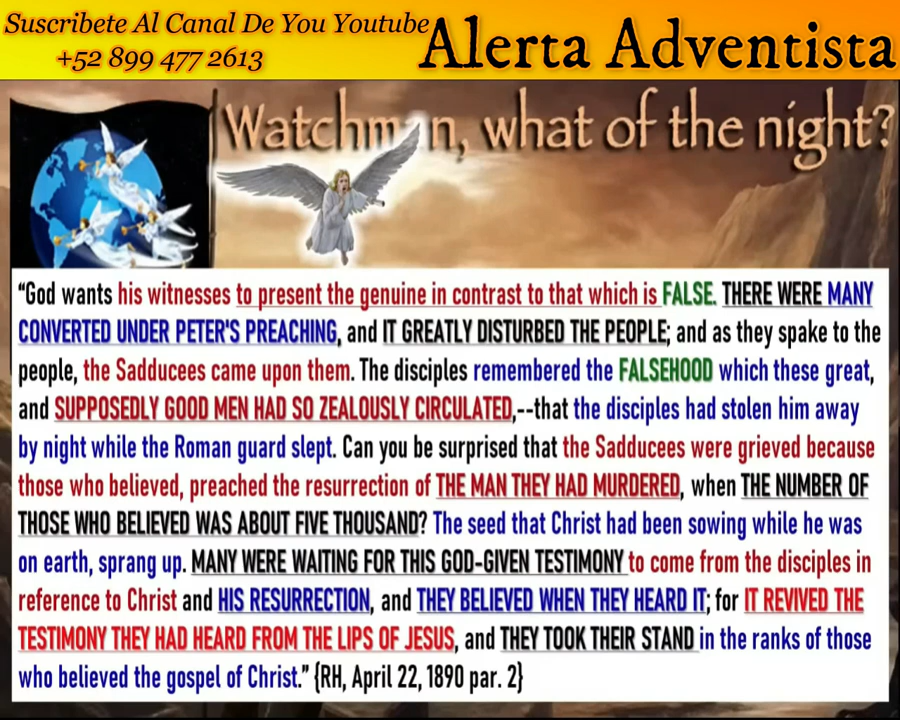 Suscribete Al Canal De You Youtube
+52 899 477 2613
Alerta Adventista
Watchman, what of the night?
“God wants his witnesses to present the genuine in contrast to that which is FALSE. THERE WERE MANY
CONVERTED UNDER PETER'S PREACHING, and IT GREATLY DISTURBED THE PEOPLE; and as they spake to the
people, the Sadducees came upon them. The disciples remembered the FALSEHOOD which these great,
and SUPPOSEDLY GOOD MEN HAD SO ZEALOUSLY CIRCULATED,--that the disciples had stolen him away
by night while the Roman guard slept. Can you be surprised that the Sadducees were grieved because
those who believed, preached the resurrection of THE MAN THEY HAD MURDERED, when THE NUMBER OF
THOSE WHO BELIEVED WAS ABOUT FIVE THOUSAND? The seed that Christ had been sowing while he was
on earth, sprang up. MANY WERE WAITING FOR THIS GOD-GIVEN TESTIMONY to come from the disciples in
reference to Christ and HIS RESURRECTION, and THEY BELIEVED WHEN THEY HEARD IT; for IT REVIVED THE
TESTIMONY THEY HAD HEARD FROM THE LIPS OF JESUS, and THEY TOOK THEIR STAND in the ranks of those
who believed the gospel of Christ.” {RH, April 22, 1890 par. 2}